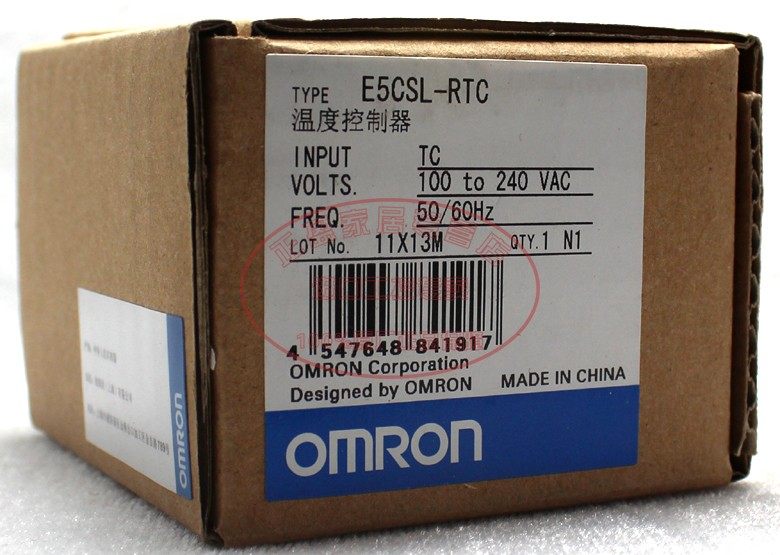 TYPE E5CSL-RTC
温度控制器
INPUT TC
VOLTS. 100 to 240 VAC
FREQ. 50/60Hz
LOT No. 11X13M QTY.1 N1
4 547648 841917
OMRON Corporation
Designed by OMRON MADE IN CHINA
OMRON
OMRON